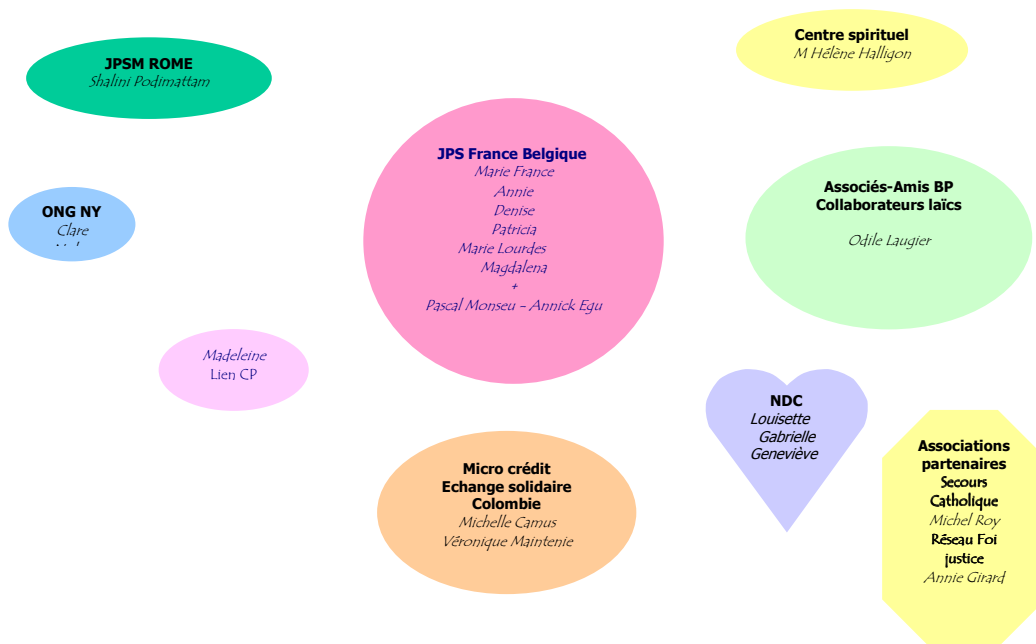 JPSM ROME
Shalini Podimattam
Centre spirituel
M Hélène Halligon
JPS France Belgique
Marie France
Annie
Denise
Patricia
Marie Lourdes
Magdalena
+
Pascal Monseu – Annick Egu
ONG NY
Clare
Associés-Amis BP
Collaborateurs laïcs
Odile Laugier
Madeleine
Lien CP
NDC
Louisette
Gabrielle
Geneviève
Micro crédit
Echange solidaire
Colombie
Michelle Camus
Véronique Maintenie
Associations
partenaires
Secours
Catholique
Michel Roy
Réseau Foi
justice
Annie Girard